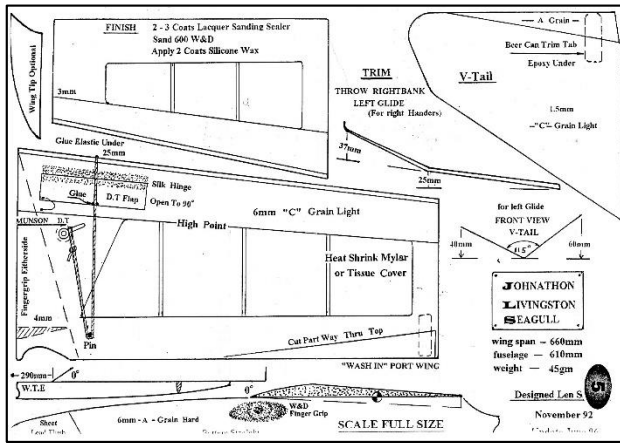 FINISH 2 - 3 Coats Lacquer Sanding Sealer
Sand 600 W&D
Apply 2 Coats Silicone Wax
Wing Tip Optional
3mm
A Grain
Beer Can Trim Tab
Epoxy Under
V-Tail
TRIM
THROW RIGHTBANK
LEFT GLIDE
(For right Handers)
1.5mm
"C" Grain Light
37mm
25mm
Glue Elastic Under
25mm
Silk Hinge
Glue
D.T Flap
Open To 90°
6mm "C" Grain Light
High Point
MUNSON D.T
Fingergrip Eitherside
Heat Shrink Mylar
or Tissue Cover
4mm
Pin
Cut Part Way Thru Top
"WASH IN" PORT WING
for left Glide
FRONT VIEW
V-TAIL
40mm
115°
60mm
JOHNATHON
LIVINGSTON
SEAGULL
wing span - 660mm
fuselage - 610mm
weight - 45gm
5
Designed Len S
November 92
290mm
0°
W.T.E
0°
W&D
Finger Grip
6mm - A - Grain Hard
SCALE FULL SIZE
Sheet